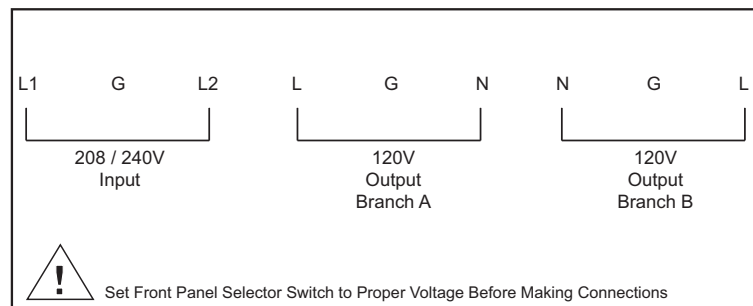 L1 G L2 L G N N G L
208 / 240V 120V 120V
Input Output Output
Branch A Branch B
! Set Front Panel Selector Switch to Proper Voltage Before Making Connections